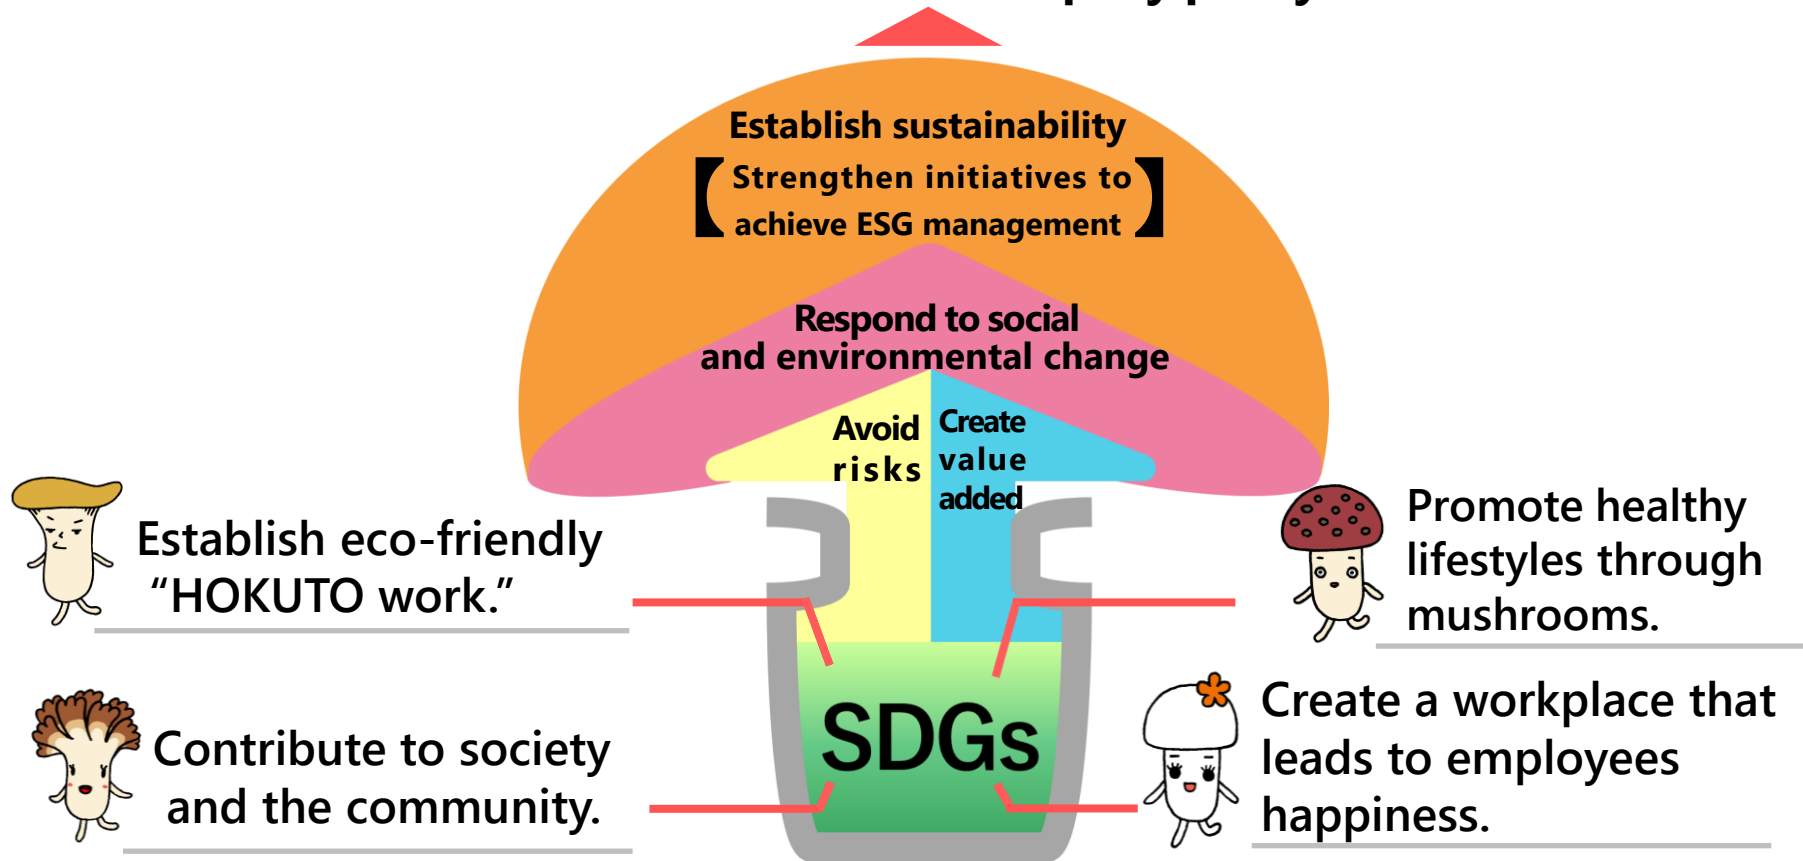 Establish sustainability
Strengthen initiatives to
achieve ESG management
Respond to social
and environmental change
Avoid
risks
Create
value
added
Establish eco-friendly
“HOKUTO work.”
Promote healthy
lifestyles through
mushrooms.
SDGs
Contribute to society
and the community.
Create a workplace that
leads to employees
happiness.